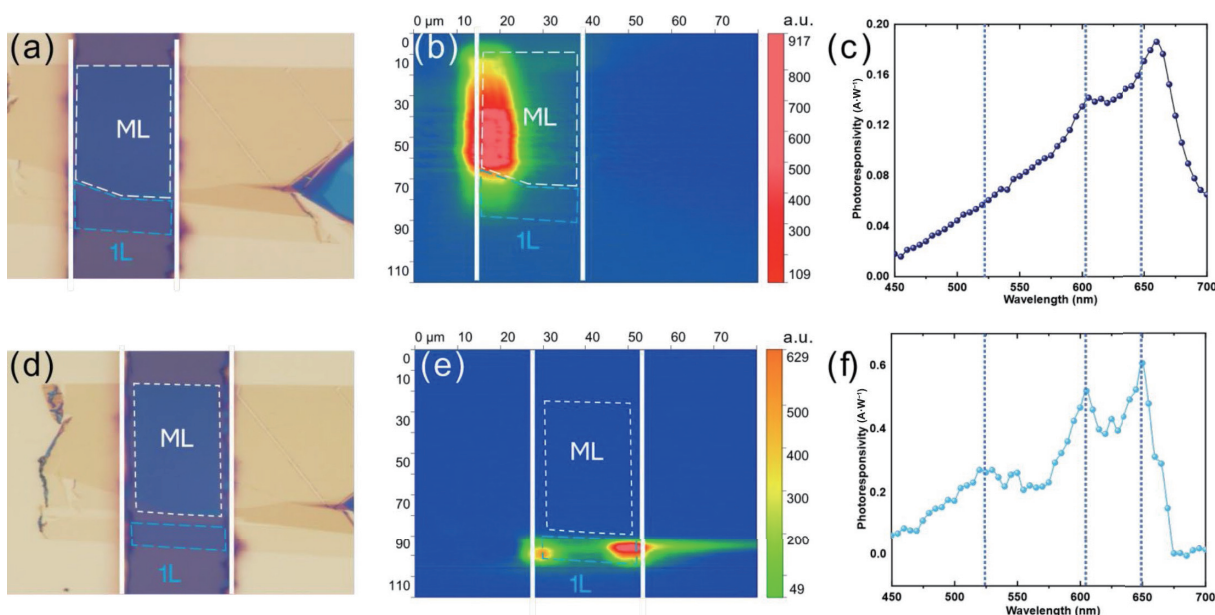 (a)
ML
1L
(b)
0 μm 10 20 30 40 50 60 70
0
10
30
50
70
90
110
ML
1L
a.u.
917
800
700
600
500
400
300
109
(c)
0.20
0.16
0.12
0.08
0.04
0.00
Photoresponsivity (A·W⁻¹)
450 500 550 600 650 700
Wavelength (nm)
(d)
ML
1L
(e)
0 μm 10 20 30 40 50 60 70
0
10
30
50
70
90
110
ML
1L
a.u.
629
500
400
300
200
49
(f)
0.6
0.4
0.2
0.0
Photoresponsivity (A·W⁻¹)
450 500 550 600 650 700
Wavelength (nm)